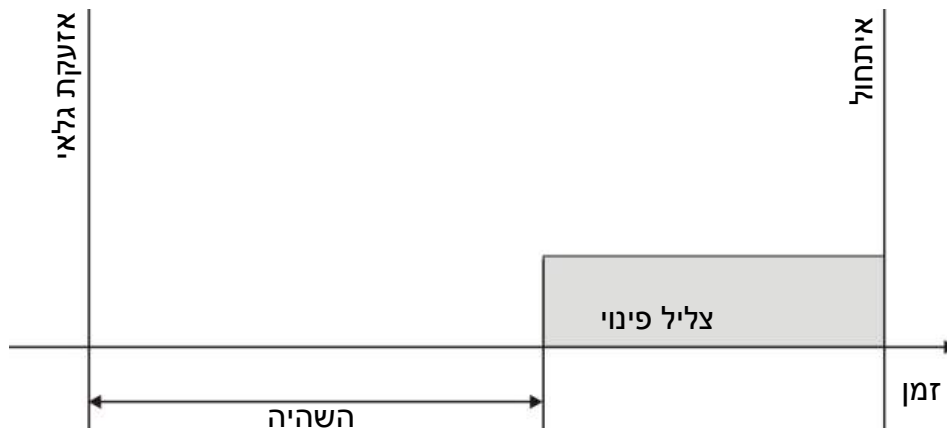 אזעקת גלאי
איתחול
צליל פינוי
זמן
השהיה